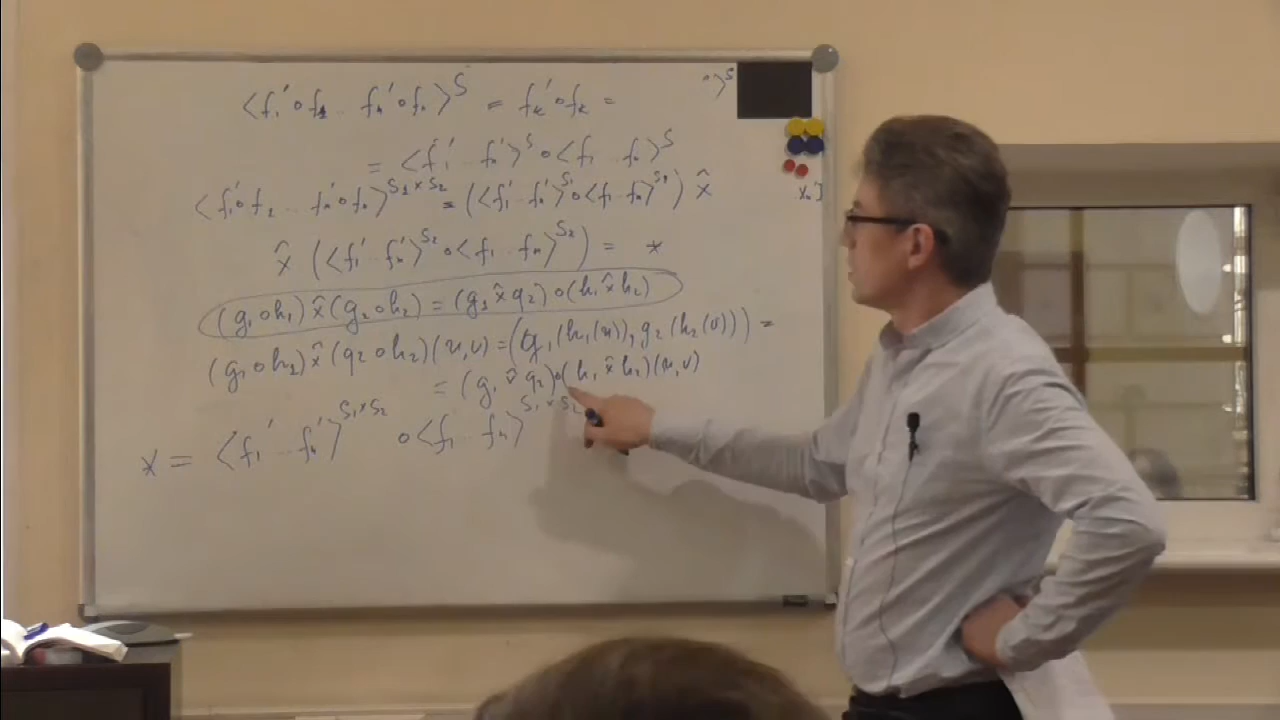 ⟨f₁'∘f₁ .. fₙ'∘fₙ⟩ˢ = fₖ'∘fₖ =
"⟩ˢ
= ⟨f₁' .. fₙ'⟩ˢ∘⟨f₁ .. fₙ⟩ˢ
⟨f₁'∘f₂ ... fₙ'∘fₙ⟩^{S₁×S₂} = (⟨f₁' .. fₙ'⟩^{S₁}∘⟨f₁ .. fₙ⟩^{S₁}) x̂
xₙ']
x̂ (⟨f₁' .. fₙ'⟩^{S₂}∘⟨f₁ .. fₙ⟩^{S₂}) = *
(g₁∘h₁) x̂ (g₂∘h₂) = (g₁ x̂ g₂)∘(h₁ x̂ h₂)
(g₁∘h₁) x̂ (g₂∘h₂)(u,v) = (g₁(h₁(u)), g₂(h₂(v))) =
= (g₁ x̂ g₂)∘(h₁ x̂ h₂)(u,v)
* = ⟨f₁' .. fₙ'⟩^{S₁×S₂} ∘⟨f₁ .. fₙ⟩^{S₁×S₂}